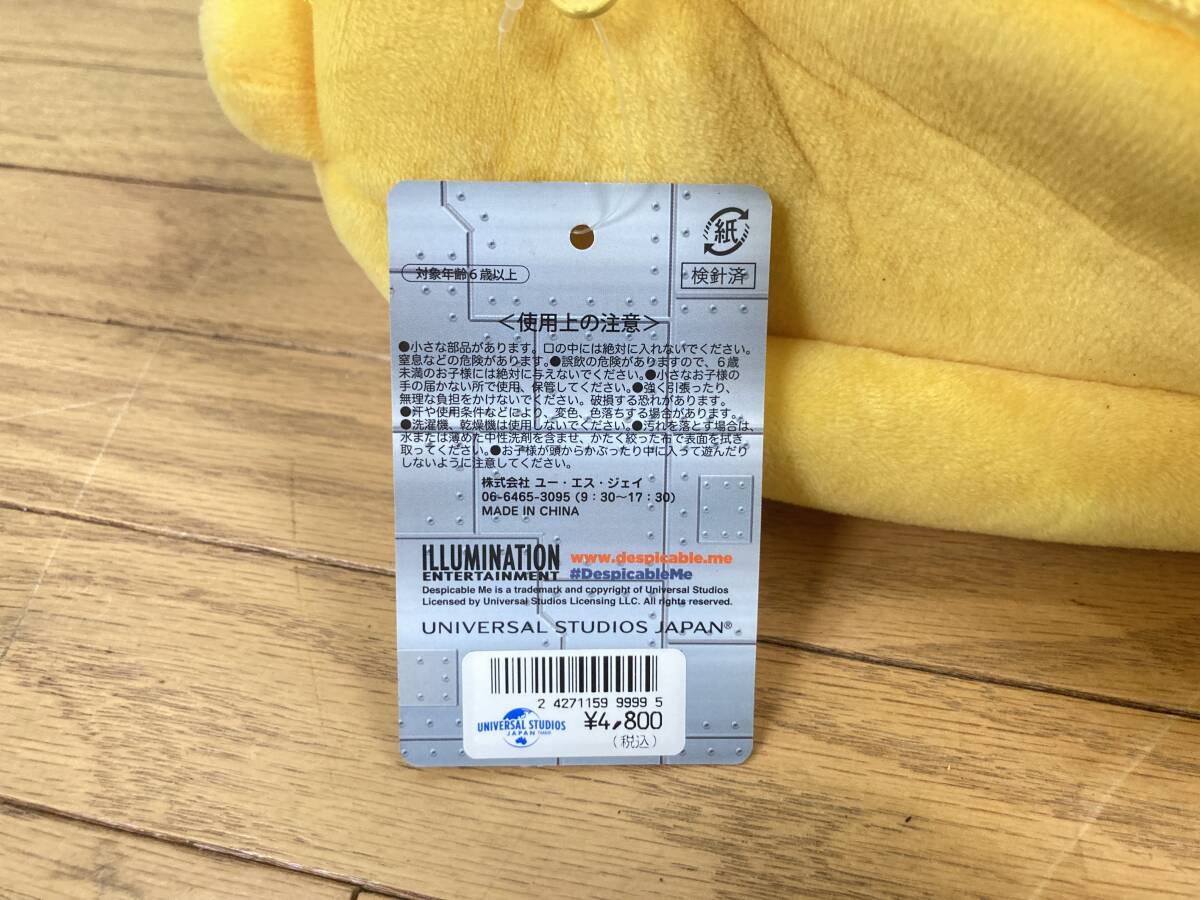 紙
対象年齢6歳以上
検針済
＜使用上の注意＞
●小さな部品があります。口の中には絶対に入れないでください。
窒息などの危険があります。●誤飲の危険がありますので、6歳
未満のお子様には絶対に与えないでください。●小さなお子様の
手の届かない所で使用、保管してください。●強く引張ったり、
無理な負担をかけないでください。破損する恐れがあります。
●汗や使用条件などにより、変色、色落ちする場合があります。
●洗濯機、乾燥機は使用しないでください。●汚れを落とす場合は、
水または薄めた中性洗剤を含ませ、かたく絞った布で表面を拭き
取ってください。●お子様が頭からかぶったり中に入って遊んだり
しないように注意してください。
株式会社 ユー・エス・ジェイ
06-6465-3095（9：30～17：30）
MADE IN CHINA
ILLUMINATION
ENTERTAINMENT
www.despicable.me
#DespicableMe
Despicable Me is a trademark and copyright of Universal Studios
Licensed by Universal Studios Licensing LLC. All rights reserved.
UNIVERSAL STUDIOS JAPAN®
2 4271159 9999 5
UNIVERSAL STUDIOS
JAPAN
¥4,800
(税込)